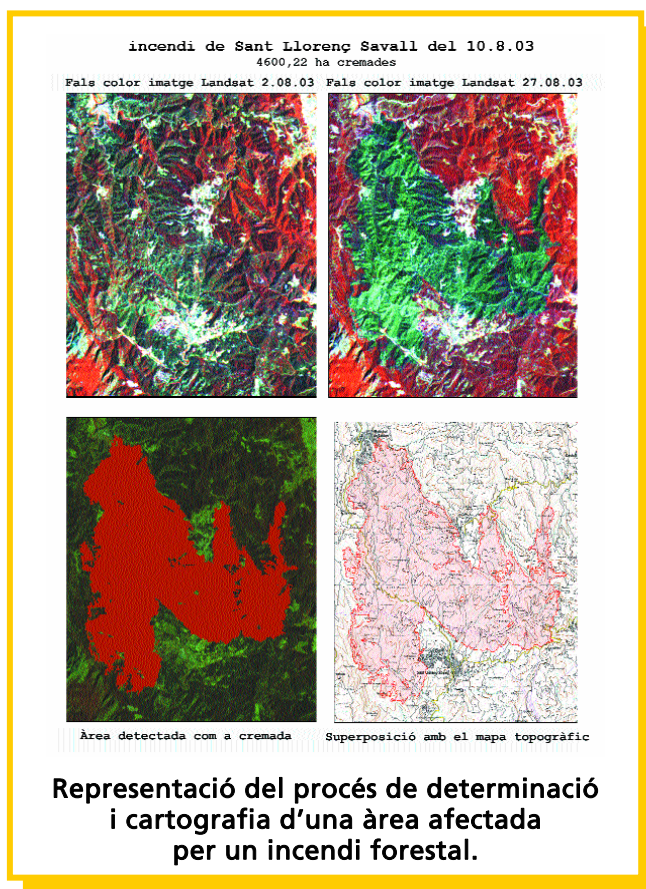 incendi de Sant Llorenç Savall del 10.8.03
4600,22 ha cremades
Fals color imatge Landsat 2.08.03
Fals color imatge Landsat 27.08.03
Àrea detectada com a cremada
Superposició amb el mapa topogràfic
Representació del procés de determinació
i cartografia d’una àrea afectada
per un incendi forestal.